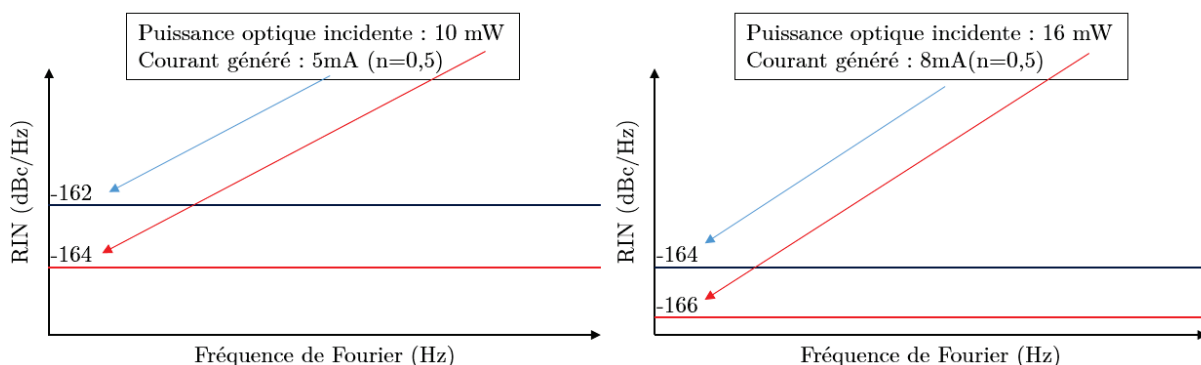 Puissance optique incidente : 10 mW
Courant généré : 5mA (n=0,5)
RIN (dBc/Hz)
-162
-164
Fréquence de Fourier (Hz)
Puissance optique incidente : 16 mW
Courant généré : 8mA(n=0,5)
RIN (dBc/Hz)
-164
-166
Fréquence de Fourier (Hz)